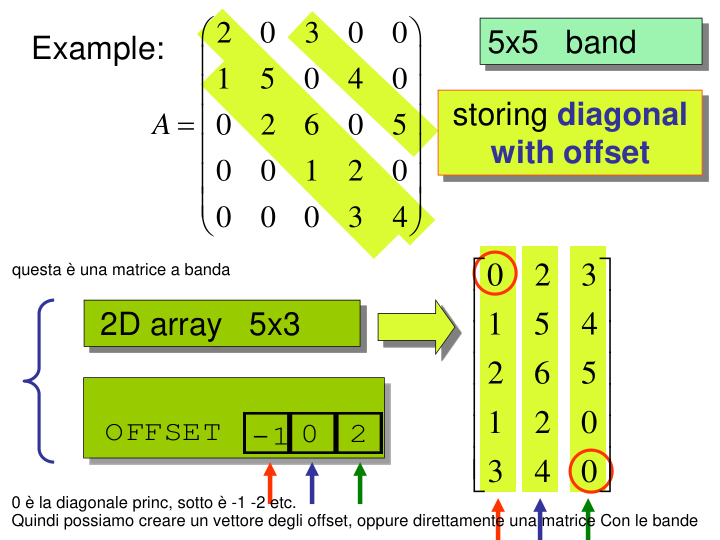 Example:
5x5 band
2 0 3 0 0
1 5 0 4 0
A = 0 2 6 0 5
0 0 1 2 0
0 0 0 3 4
storing diagonal
with offset
questa è una matrice a banda
2D array 5x3
OFFSET -1 0 2
0 2 3
1 5 4
2 6 5
1 2 0
3 4 0
0 è la diagonale princ, sotto è -1 -2 etc.
Quindi possiamo creare un vettore degli offset, oppure direttamente una matrice Con le bande